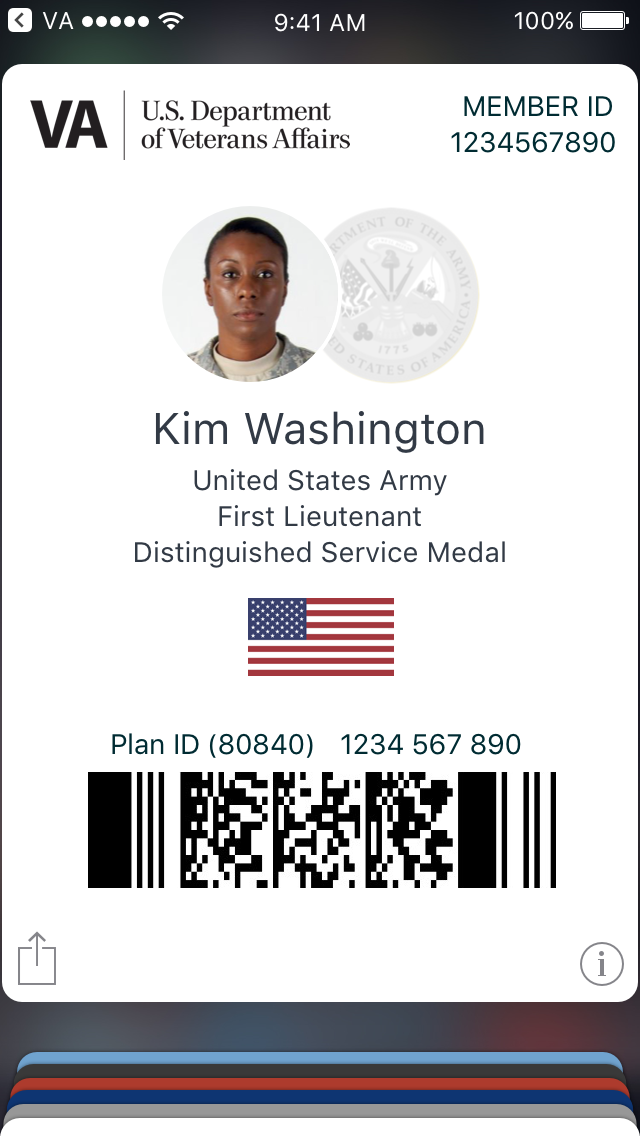 VA 9:41 AM 100%
VA U.S. Department of Veterans Affairs
MEMBER ID
1234567890
DEPARTMENT OF THE ARMY
UNITED STATES OF AMERICA
1775
Kim Washington
United States Army
First Lieutenant
Distinguished Service Medal
Plan ID (80840) 1234 567 890
i